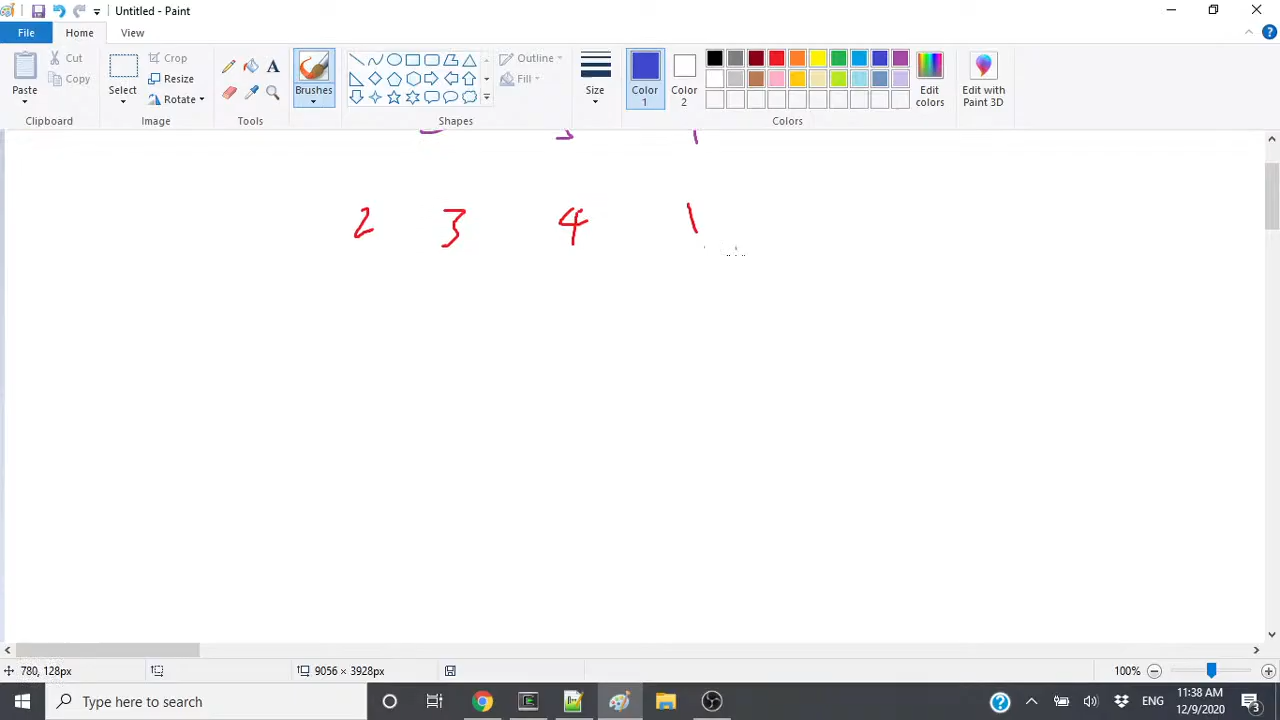 Untitled - Paint
File Home View
Paste
Cut
Copy
Clipboard
Select
Crop
Resize
Rotate
Image
Tools
Brushes
Shapes
Outline
Fill
Size
Color 1
Color 2
Edit colors
Edit with Paint 3D
Colors
2 3 4 1
780, 128px
9056 × 3928px
100%
Type here to search
ENG
11:38 AM
12/9/2020
3